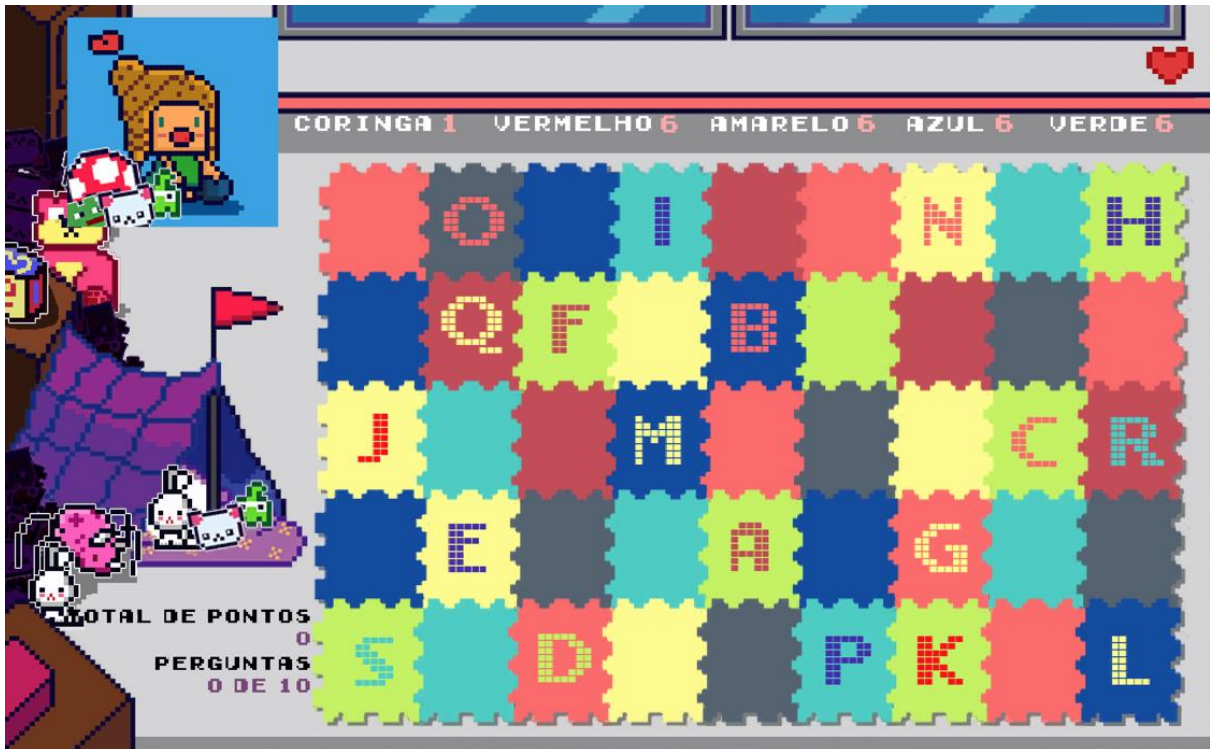 CORINGA 1 VERMELHO 6 AMARELO 6 AZUL 6 VERDE 6
O I N H
Q F B
J M C R
E A G
TOTAL DE PONTOS
0
PERGUNTAS
0 DE 10
S D P K L